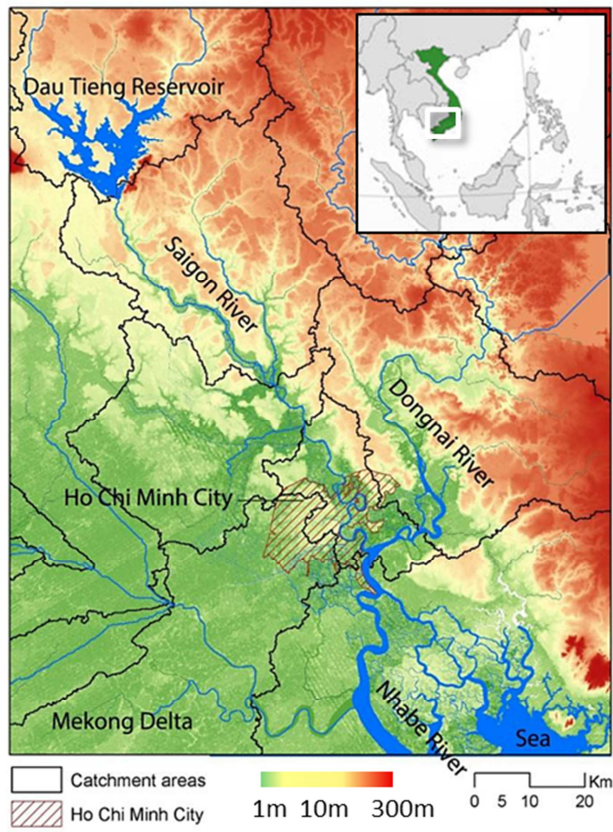 Dau Tieng Reservoir
Saigon River
Dongnai River
Ho Chi Minh City
Mekong Delta
Nhabe River
Sea
Catchment areas
Ho Chi Minh City
1m 10m 300m
Km
0 5 10 20